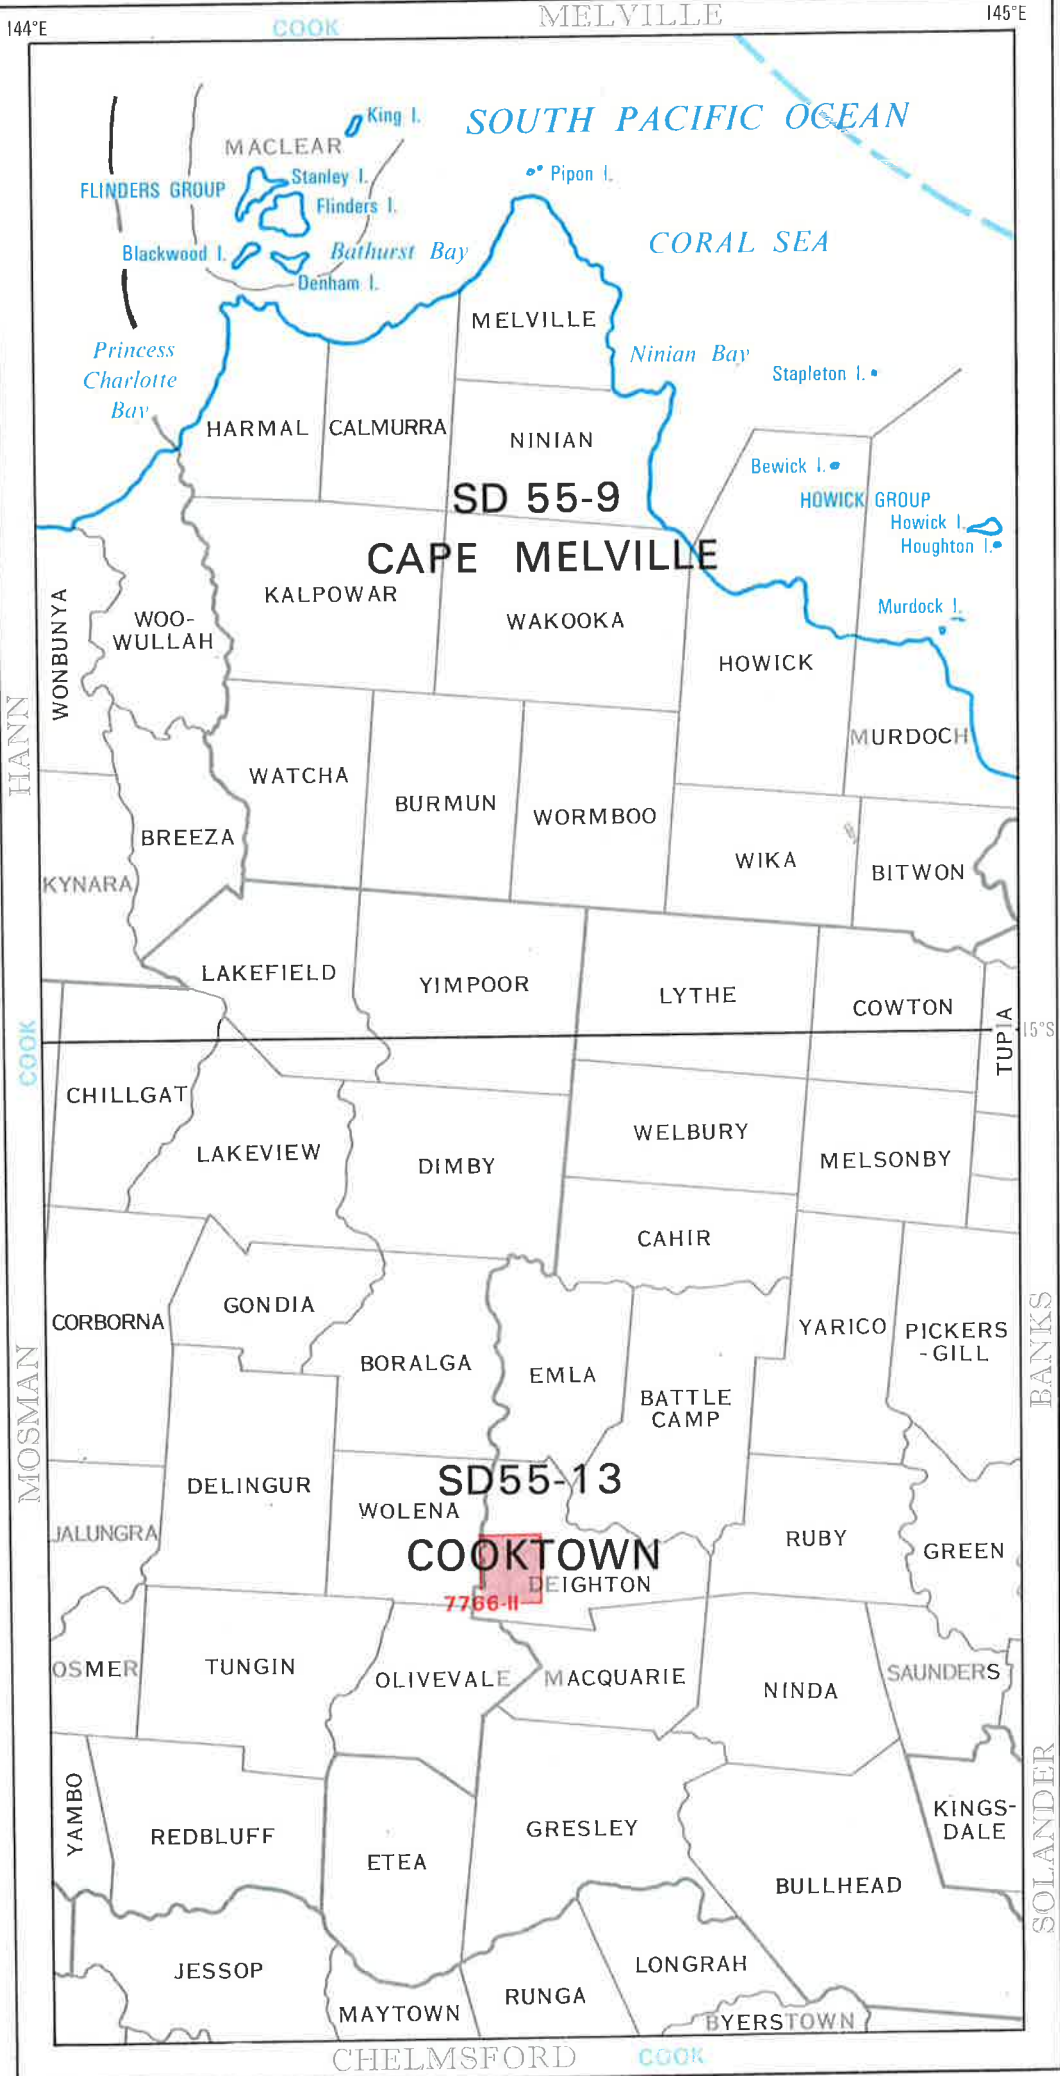 144°E
COOK
MELVILLE
145°E
King I.
SOUTH PACIFIC OCEAN
MACLEAR
Stanley I.
Pipon I.
FLINDERS GROUP
Flinders I.
CORAL SEA
Blackwood I.
Bathurst Bay
Denham I.
MELVILLE
Princess
Charlotte
Bay
Ninian Bay
Stapleton I.
HARMAL
CALMURRA
NINIAN
Bewick I.
SD 55-9
HOWICK GROUP
Howick I.
Houghton I.
CAPE MELVILLE
KALPOWAR
WONBUNYA
WOO-
WULLAH
WAKOOKA
Murdock I.
HOWICK
HANN
MURDOCH
WATCHA
BURMUN
WORMBOO
BREEZA
WIKA
BITWON
KYNARA
LAKEFIELD
YIMPOOR
LYTHE
COWTON
TUPIA
15°S
COOK
CHILLGAT
LAKEVIEW
DIMBY
WELBURY
MELSONBY
CAHIR
GONDIA
CORBORNA
YARICO
PICKERS
-GILL
BANKS
BORALGA
EMLA
BATTLE
CAMP
MOSMAN
SD55-13
DELINGUR
WOLENA
JALUNGRA
RUBY
GREEN
COOKTOWN
DEIGHTON
7766-II
OSMER
TUNGIN
OLIVEVALE
MACQUARIE
NINDA
SAUNDERS
YAMBO
REDBLUFF
ETEA
GRESLEY
KINGS-
DALE
SOLANDER
BULLHEAD
JESSOP
LONGRAH
MAYTOWN
RUNGA
BYERSTOWN
CHELMSFORD
COOK